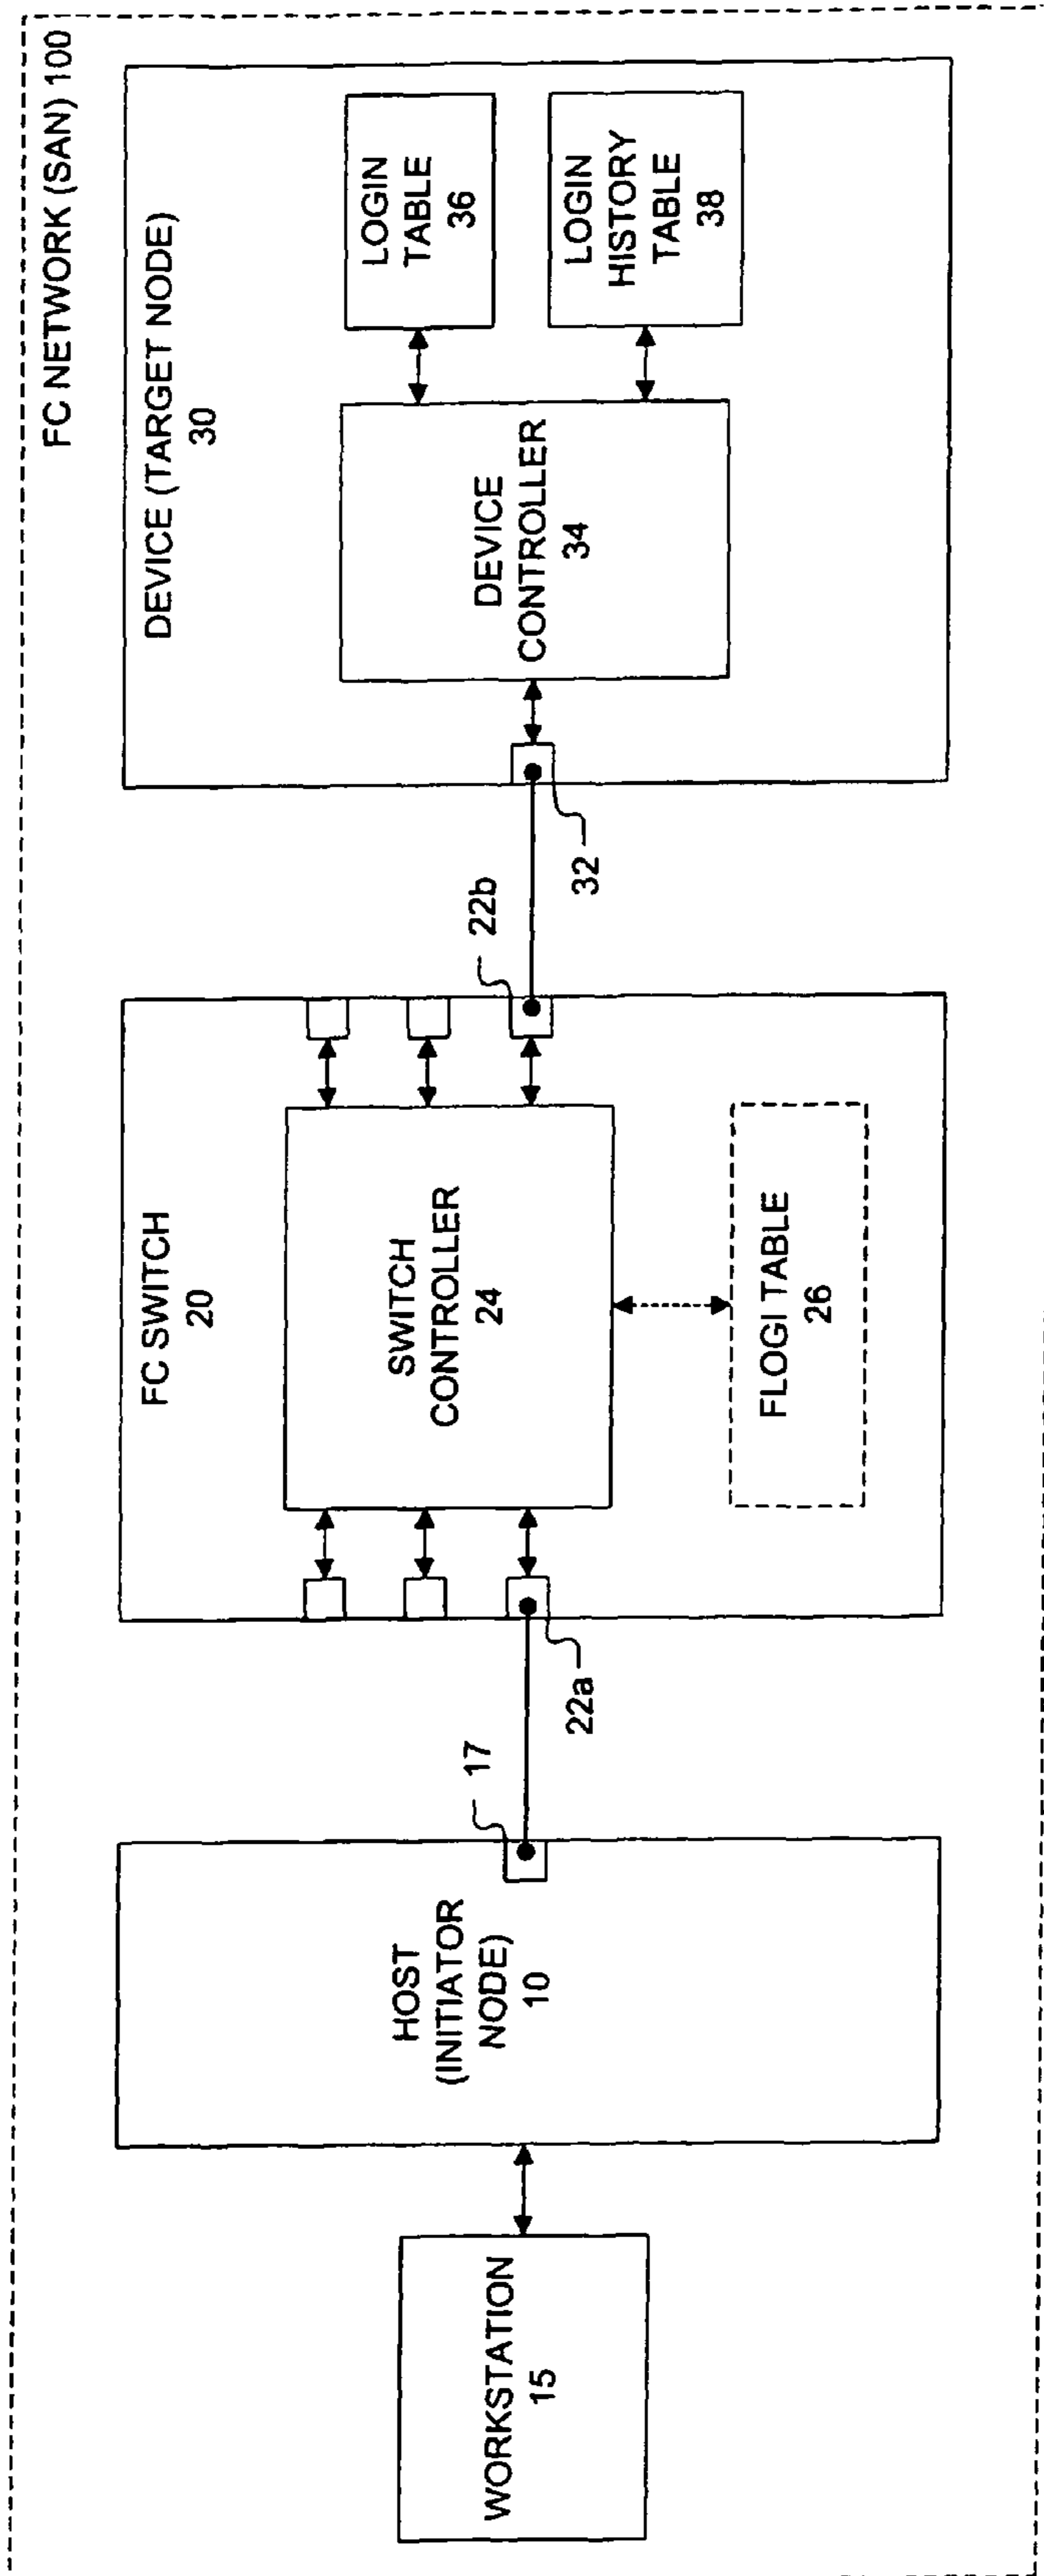 FC NETWORK (SAN) 100
WORKSTATION
15
HOST
(INITIATOR
NODE)
10
17
22a
FC SWITCH
20
SWITCH
CONTROLLER
24
FLOGI TABLE
26
22b
32
DEVICE (TARGET NODE)
30
DEVICE
CONTROLLER
34
LOGIN
TABLE
36
LOGIN
HISTORY
TABLE
38